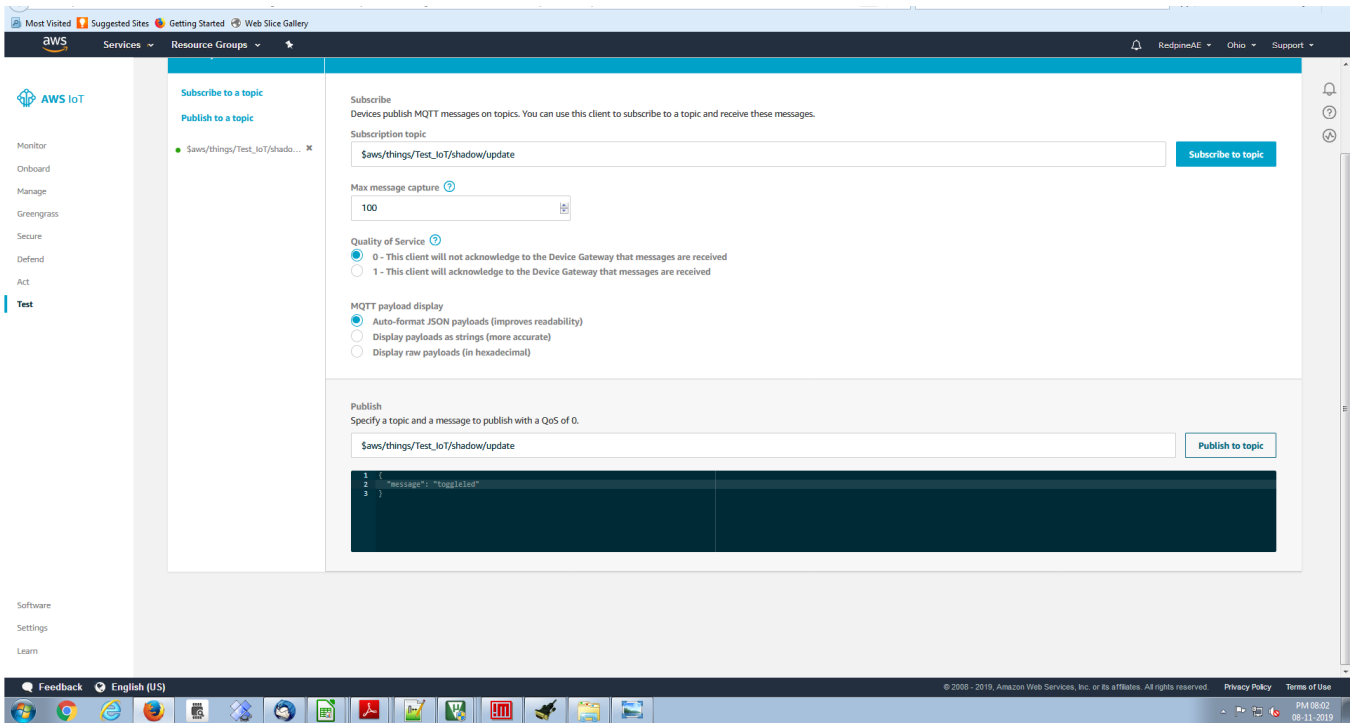 Most Visited Suggested Sites Getting Started Web Slice Gallery
aws Services Resource Groups RedpineAE Ohio Support
AWS IoT
Monitor
Onboard
Manage
Greengrass
Secure
Defend
Act
Test
Software
Settings
Learn
Subscribe to a topic
Publish to a topic
$aws/things/Test_IoT/shado... ✖
Subscribe
Devices publish MQTT messages on topics. You can use this client to subscribe to a topic and receive these messages.
Subscription topic
$aws/things/Test_IoT/shadow/update Subscribe to topic
Max message capture ?
100
Quality of Service ?
0 - This client will not acknowledge to the Device Gateway that messages are received
1 - This client will acknowledge to the Device Gateway that messages are received
MQTT payload display
Auto-format JSON payloads (improves readability)
Display payloads as strings (more accurate)
Display raw payloads (in hexadecimal)
Publish
Specify a topic and a message to publish with a QoS of 0.
$aws/things/Test_IoT/shadow/update Publish to topic
1 {
2 "message": "toggleled"
3 }
Feedback English (US) © 2008 - 2019, Amazon Web Services, Inc. or its affiliates. All rights reserved. Privacy Policy Terms of Use
PM 08:02
08-11-2019